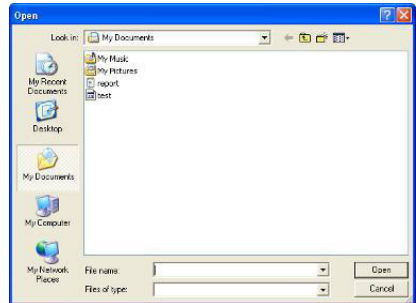 Open
Look in:
My Documents
My Recent
Documents
Desktop
My Documents
My Computer
My Network
Places
My Music
My Pictures
report
test
File name:
Open
Files of type:
Cancel